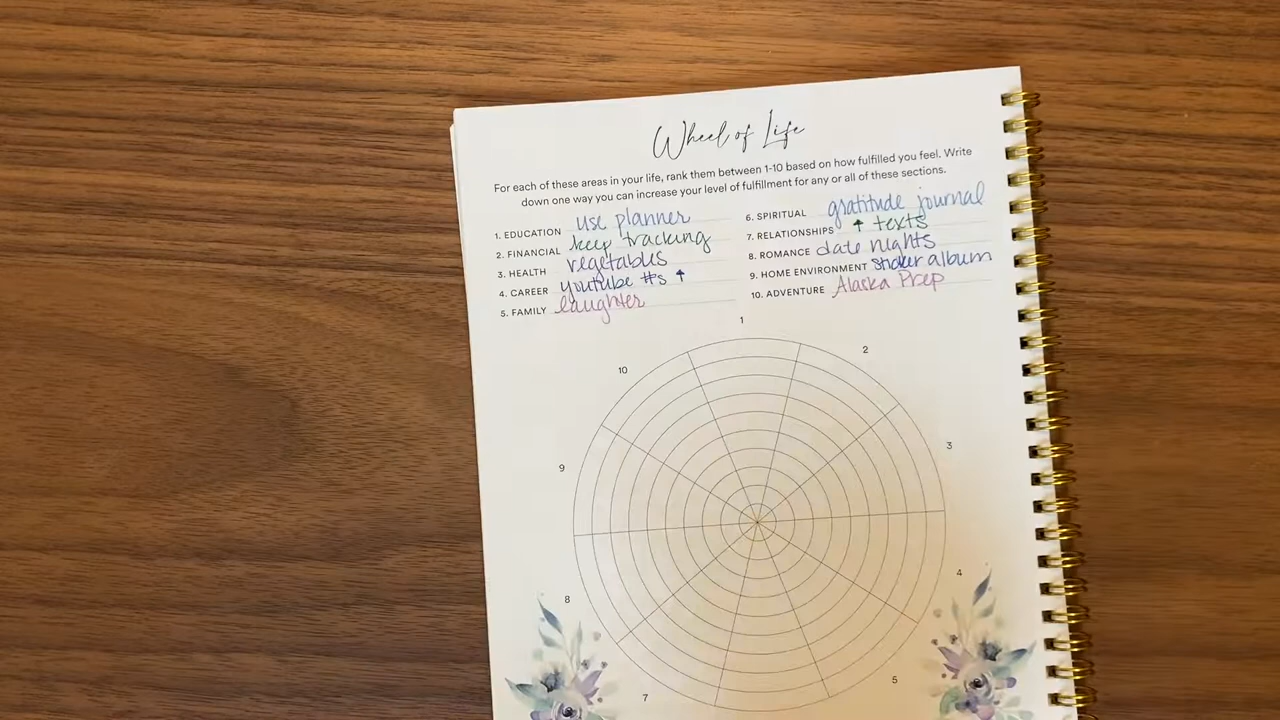 Wheel of Life
For each of these areas in your life, rank them between 1-10 based on how fulfilled you feel. Write
down one way you can increase your level of fulfillment for any or all of these sections.
1. EDUCATION use planner
2. FINANCIAL keep tracking
3. HEALTH vegetables
4. CAREER youtube #s ↑
5. FAMILY laughter
6. SPIRITUAL gratitude journal
7. RELATIONSHIPS ↑ texts
8. ROMANCE date nights
9. HOME ENVIRONMENT sticker album
10. ADVENTURE Alaska Prep
1
2
3
4
5
7
8
9
10